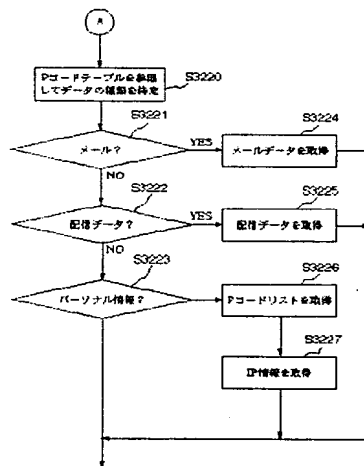 A
Pコードテーブルを参照
してデータの種類を特定
S3220
S3221
メール?
YES
NO
S3224
メールデータを取得
S3222
配信データ?
YES
NO
S3225
配信データを取得
S3223
パーソナル情報?
S3226
Pコードリストを取得
S3227
IP情報を取得